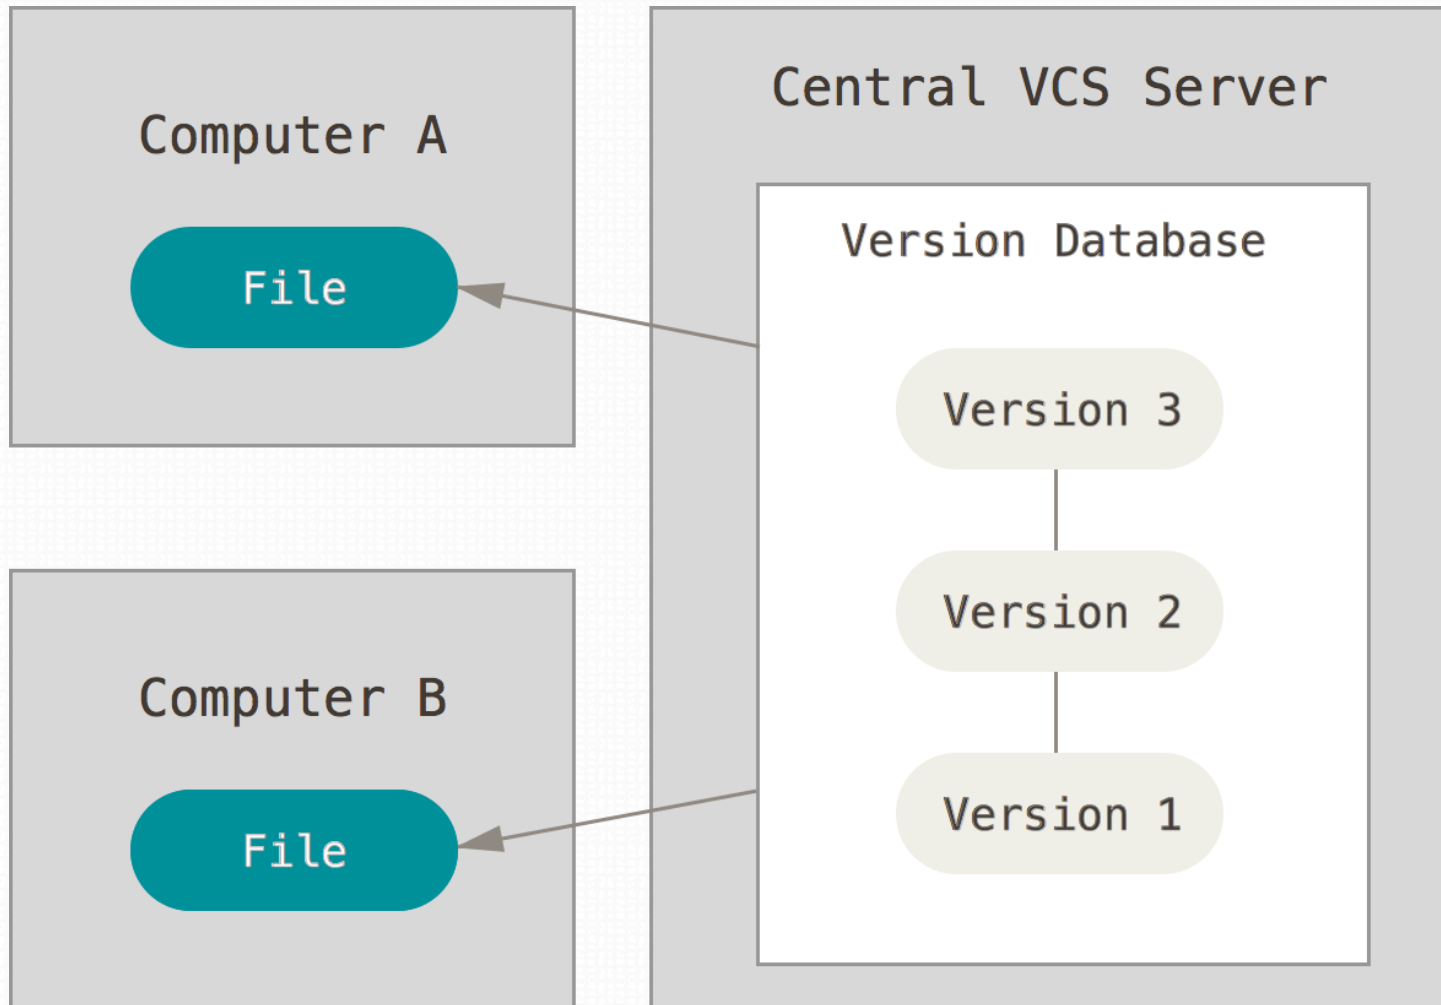 Computer A
File
Computer B
File
Central VCS Server
Version Database
Version 3
Version 2
Version 1